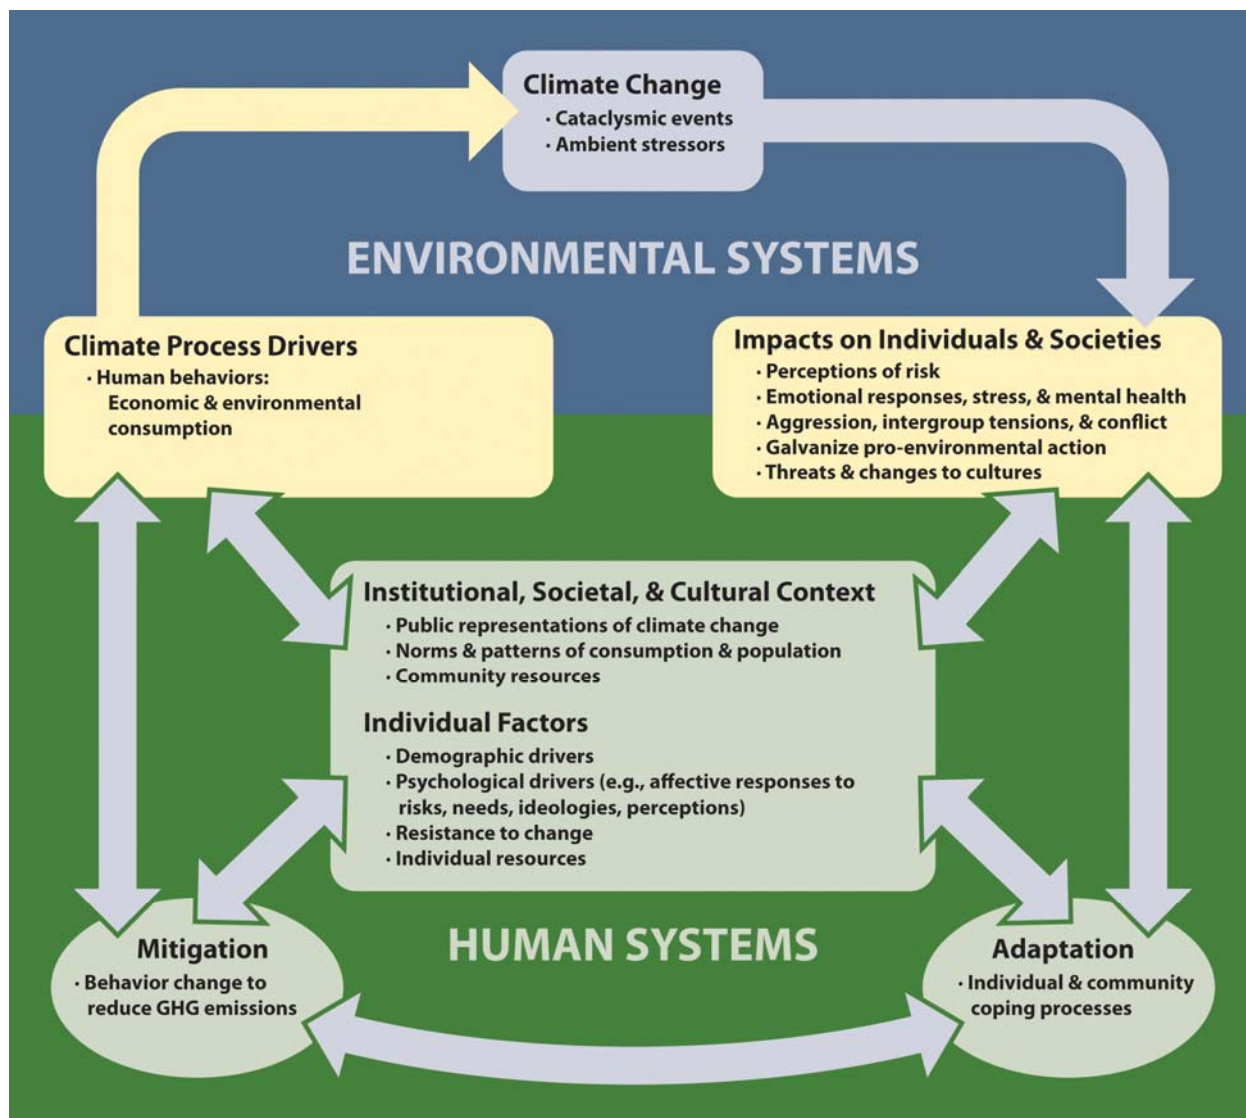 Climate Change
· Cataclysmic events
· Ambient stressors
ENVIRONMENTAL SYSTEMS
Climate Process Drivers
· Human behaviors:
Economic & environmental
consumption
Impacts on Individuals & Societies
· Perceptions of risk
· Emotional responses, stress, & mental health
· Aggression, intergroup tensions, & conflict
· Galvanize pro-environmental action
· Threats & changes to cultures
Institutional, Societal, & Cultural Context
· Public representations of climate change
· Norms & patterns of consumption & population
· Community resources
Individual Factors
· Demographic drivers
· Psychological drivers (e.g., affective responses to
risks, needs, ideologies, perceptions)
· Resistance to change
· Individual resources
HUMAN SYSTEMS
Mitigation
· Behavior change to
reduce GHG emissions
Adaptation
· Individual & community
coping processes